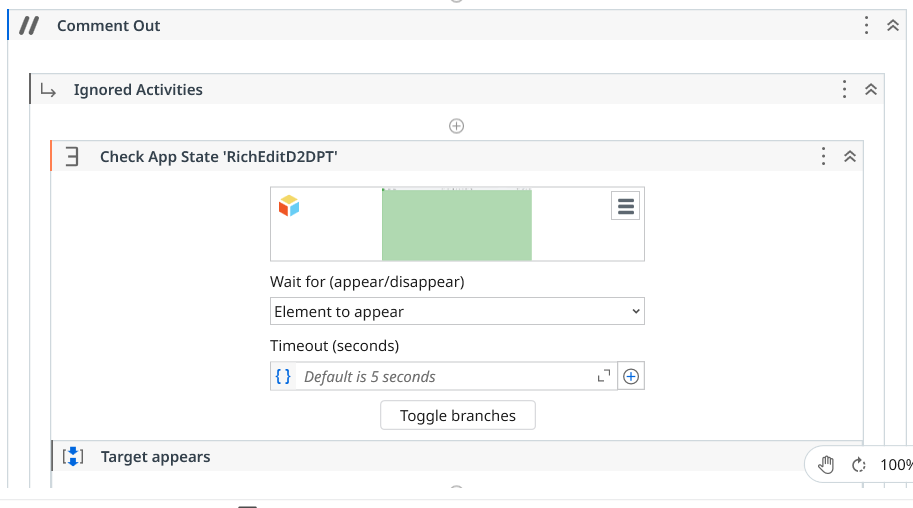 Comment Out
Ignored Activities
Check App State 'RichEditD2DPT'
Wait for (appear/disappear)
Element to appear
Timeout (seconds)
Default is 5 seconds
Toggle branches
Target appears
100%